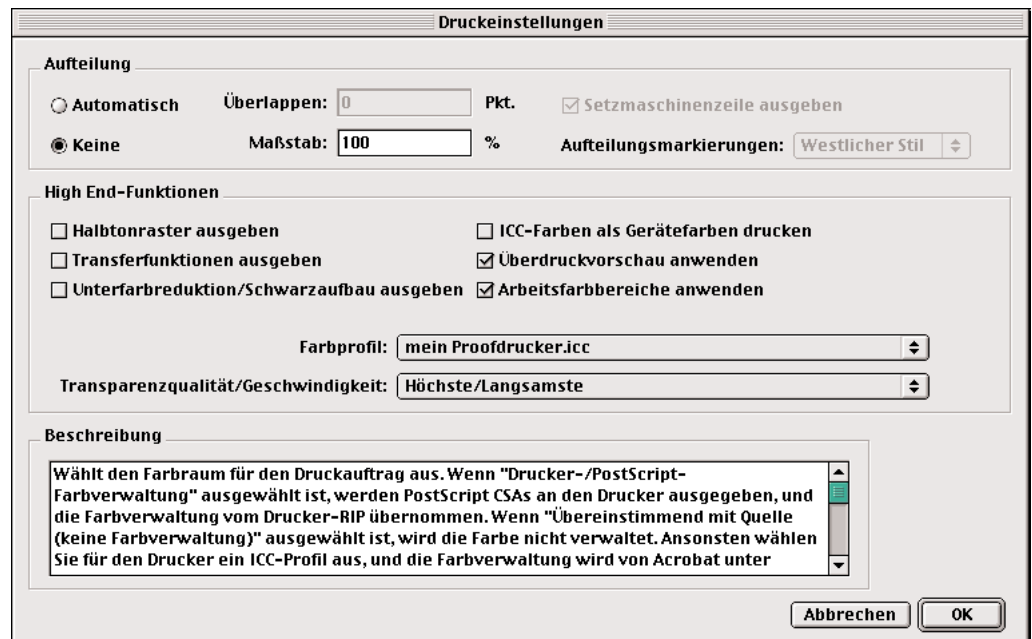 Druckeinstellungen
Aufteilung
Automatisch Überlappen: 0 Pkt. Setzmaschinenzeile ausgeben
Keine Maßstab: 100 % Aufteilungsmarkierungen: Westlicher Stil
High End-Funktionen
Halbtonraster ausgeben ICC-Farben als Gerätefarben drucken
Transferfunktionen ausgeben Überdruckvorschau anwenden
Unterfarbreduktion/Schwarzaufbau ausgeben Arbeitsfarbbereiche anwenden
Farbprofil: mein Proofdrucker.icc
Transparenzqualität/Geschwindigkeit: Höchste/Langsamste
Beschreibung
Wählt den Farbraum für den Druckauftrag aus. Wenn "Drucker-/PostScript-
Farbverwaltung" ausgewählt ist, werden PostScript CSAs an den Drucker ausgegeben, und
die Farbverwaltung vom Drucker-RIP übernommen. Wenn "Übereinstimmend mit Quelle
(keine Farbverwaltung)" ausgewählt ist, wird die Farbe nicht verwaltet. Ansonsten wählen
Sie für den Drucker ein ICC-Profil aus, und die Farbverwaltung wird von Acrobat unter
Abbrechen OK